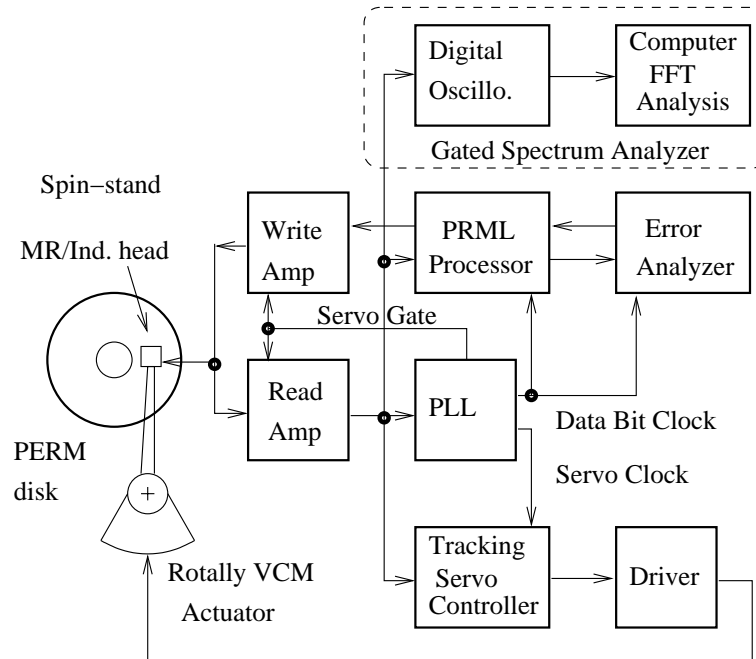 Digital
Oscillo.
Computer
FFT
Analysis
Gated Spectrum Analyzer
Spin−stand
MR/Ind. head
Write
Amp
PRML
Processor
Error
Analyzer
Servo Gate
Read
Amp
PLL
Data Bit Clock
Servo Clock
PERM
disk
Rotally VCM
Actuator
Tracking
Servo
Controller
Driver